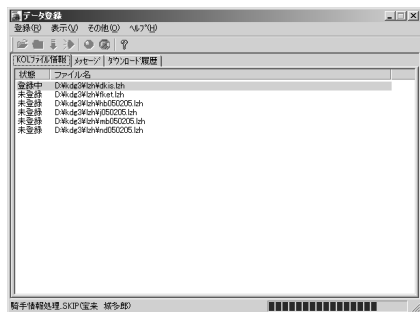 データ登録
登録(R) 表示(V) その他(O) ヘルプ(H)
KOLファイル情報 メッセージ ダウンロード履歴
状態 ファイル名
登録中 D:¥kdg3¥lzh¥dkis.lzh
未登録 D:¥kdg3¥lzh¥fket.lzh
未登録 D:¥kdg3¥lzh¥hb050205.lzh
未登録 D:¥kdg3¥lzh¥j050205.lzh
未登録 D:¥kdg3¥lzh¥mb050205.lzh
未登録 D:¥kdg3¥lzh¥nd050205.lzh
騎手情報処理_SKIP(宝来 城多郎)